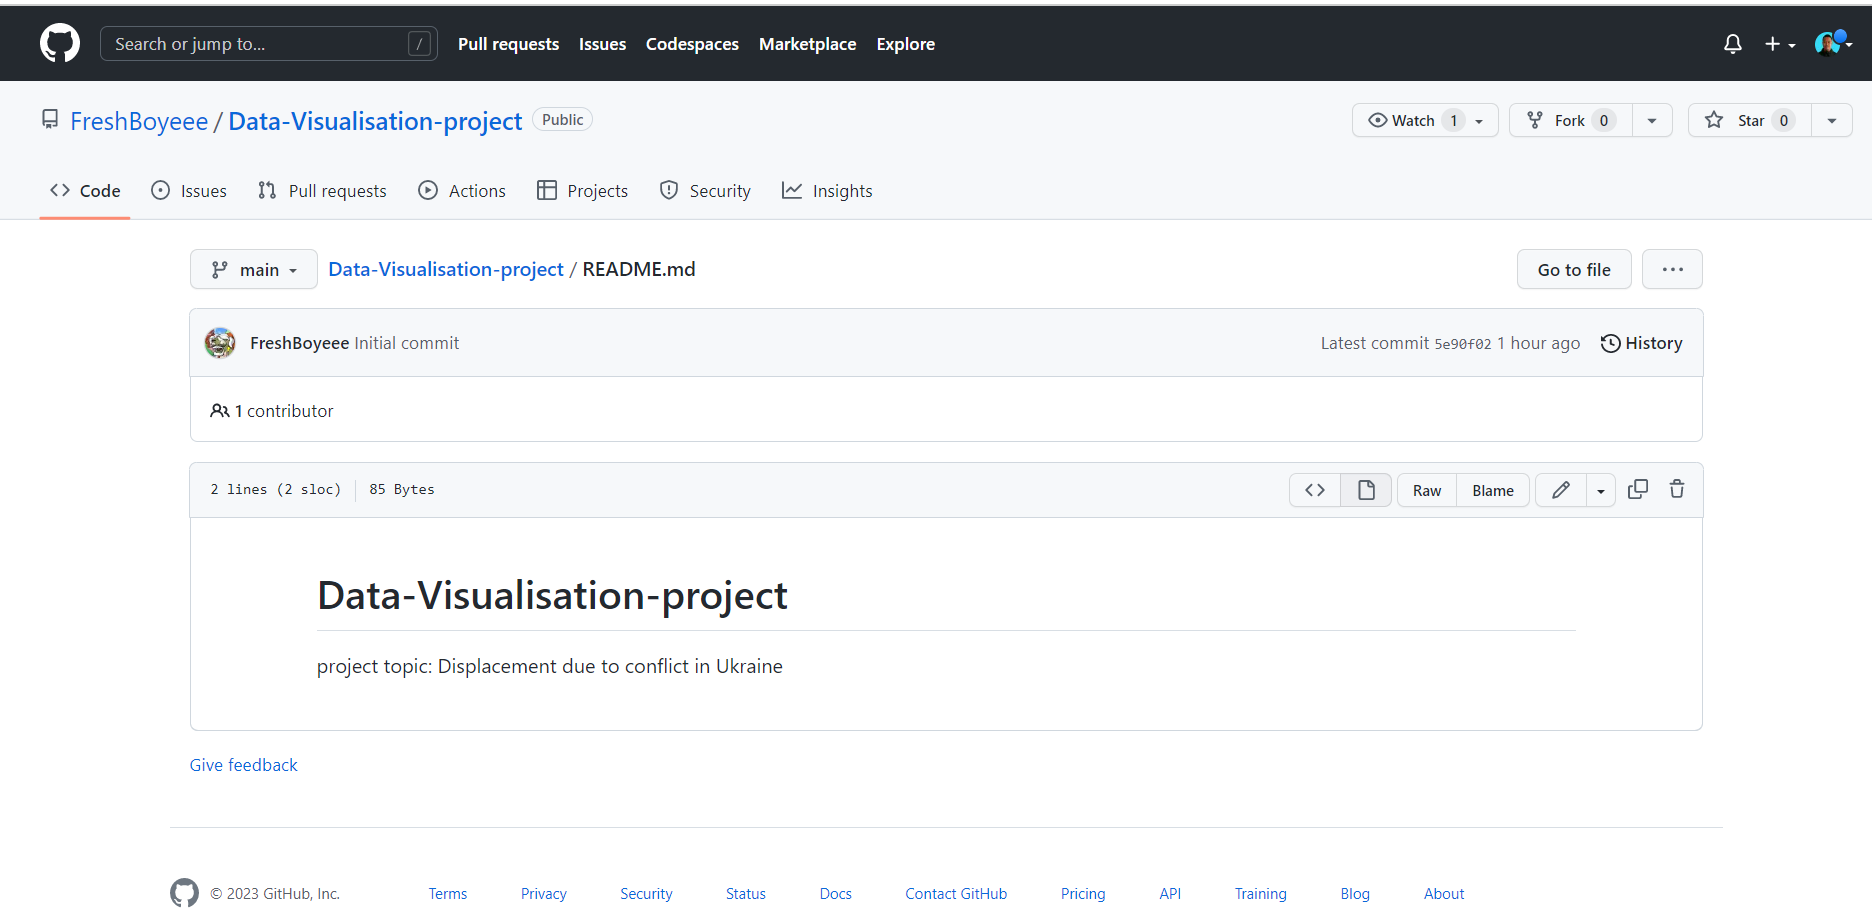 Search or jump to... / Pull requests Issues Codespaces Marketplace Explore
FreshBoyeee / Data-Visualisation-project Public Watch 1 Fork 0 Star 0
Code Issues Pull requests Actions Projects Security Insights
main Data-Visualisation-project / README.md Go to file ...
FreshBoyeee Initial commit Latest commit 5e90f02 1 hour ago History
1 contributor
2 lines (2 sloc) 85 Bytes <> Raw Blame
Data-Visualisation-project
project topic: Displacement due to conflict in Ukraine
Give feedback
© 2023 GitHub, Inc. Terms Privacy Security Status Docs Contact GitHub Pricing API Training Blog About